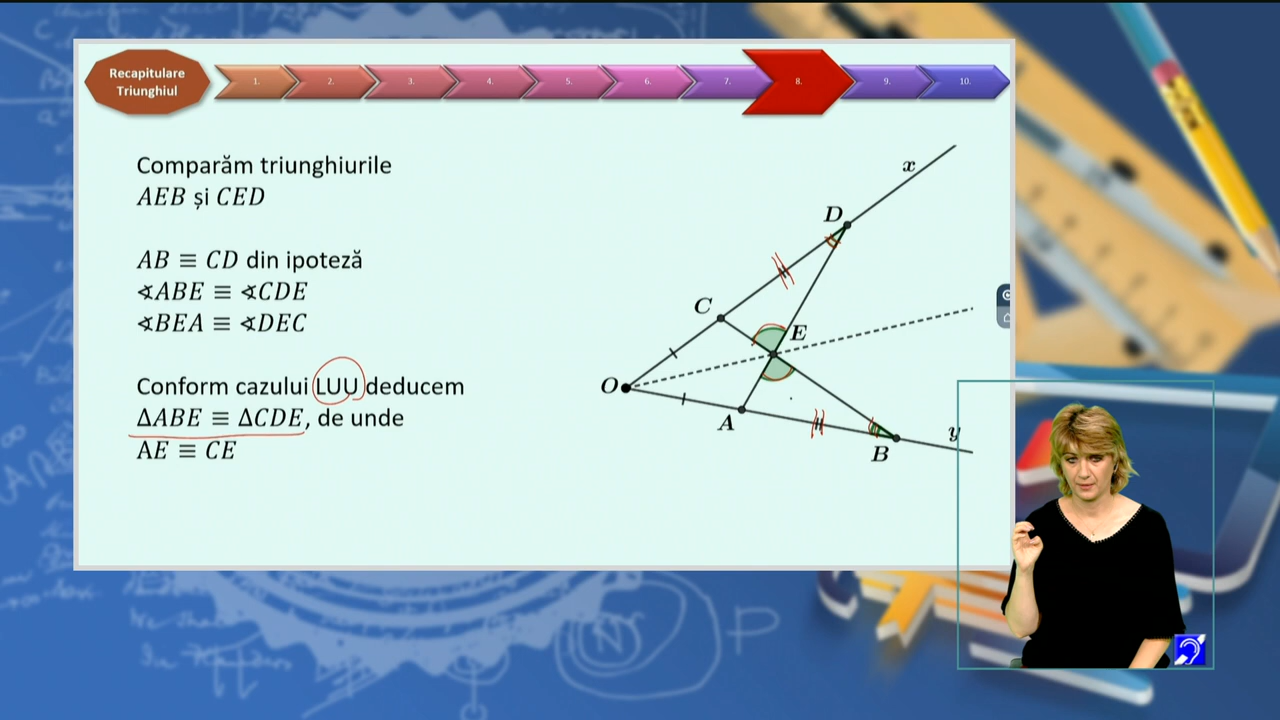 Recapitulare
Triunghiul
1.
2.
3.
4.
5.
6.
7.
8.
9.
10.
Comparăm triunghiurile
AEB și CED
AB ≡ CD din ipoteză
∢ABE ≡ ∢CDE
∢BEA ≡ ∢DEC
Conform cazului LUU deducem
ΔABE ≡ ΔCDE, de unde
AE ≡ CE
x
D
C
E
O
A
B
y
N
P